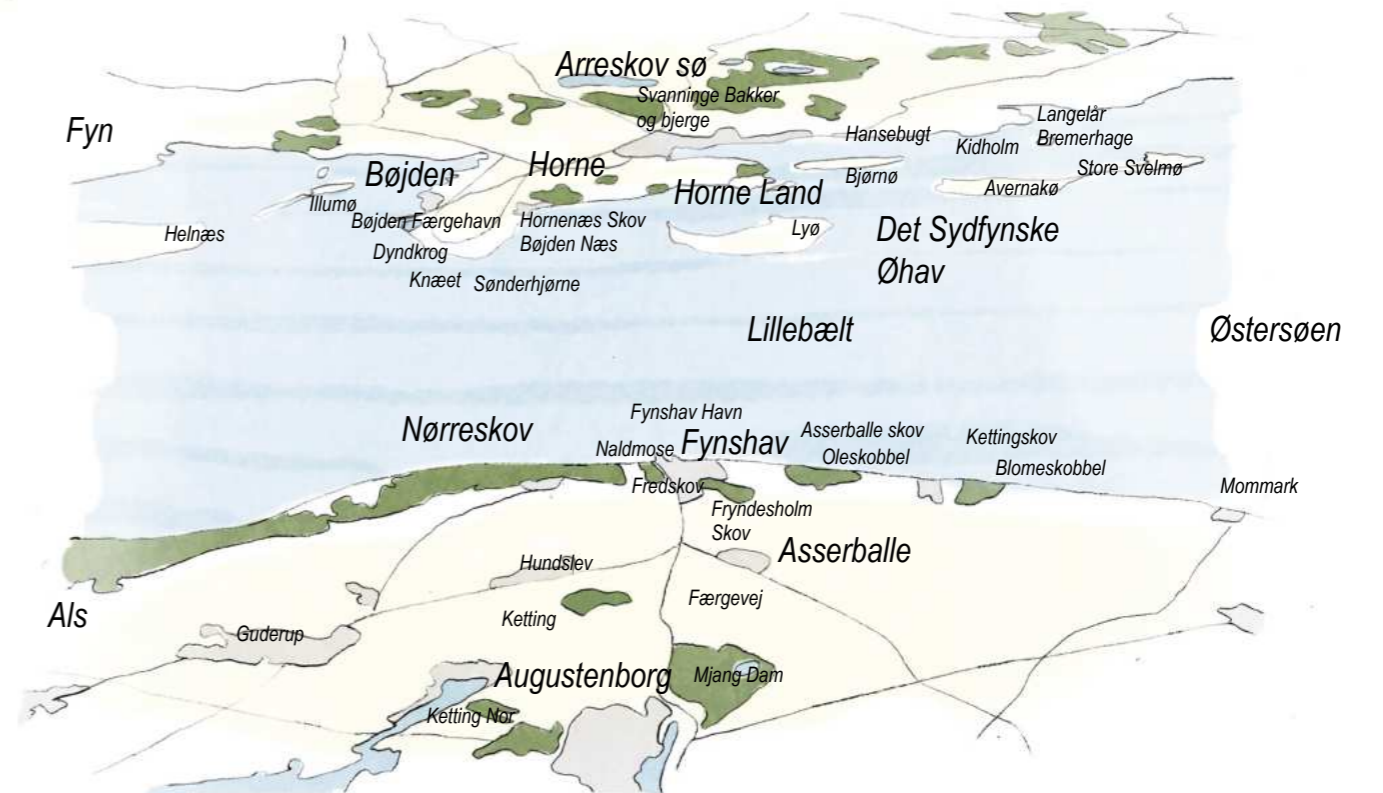 Arreskov sø
Svanninge Bakker
og bjerge
Fyn
Langelår
Bremerhage
Hansebugt
Kidholm
Store Svelmø
Bøjden
Horne
Horne Land
Bjørnø
Avernakø
Illumø
Bøjden Færgehavn
Hornenæs Skov
Bøjden Næs
Lyø
Det Sydfynske
Øhav
Helnæs
Dyndkrog
Knæet
Sønderhjørne
Lillebælt
Østersøen
Fynshav Havn
Nørreskov
Naldmose
Fynshav
Asserballe skov
Oleskobbel
Kettingskov
Blomeskobbel
Fredskov
Mommark
Fryndesholm
Skov
Asserballe
Hundslev
Færgevej
Als
Ketting
Guderup
Augustenborg
Mjang Dam
Ketting Nor